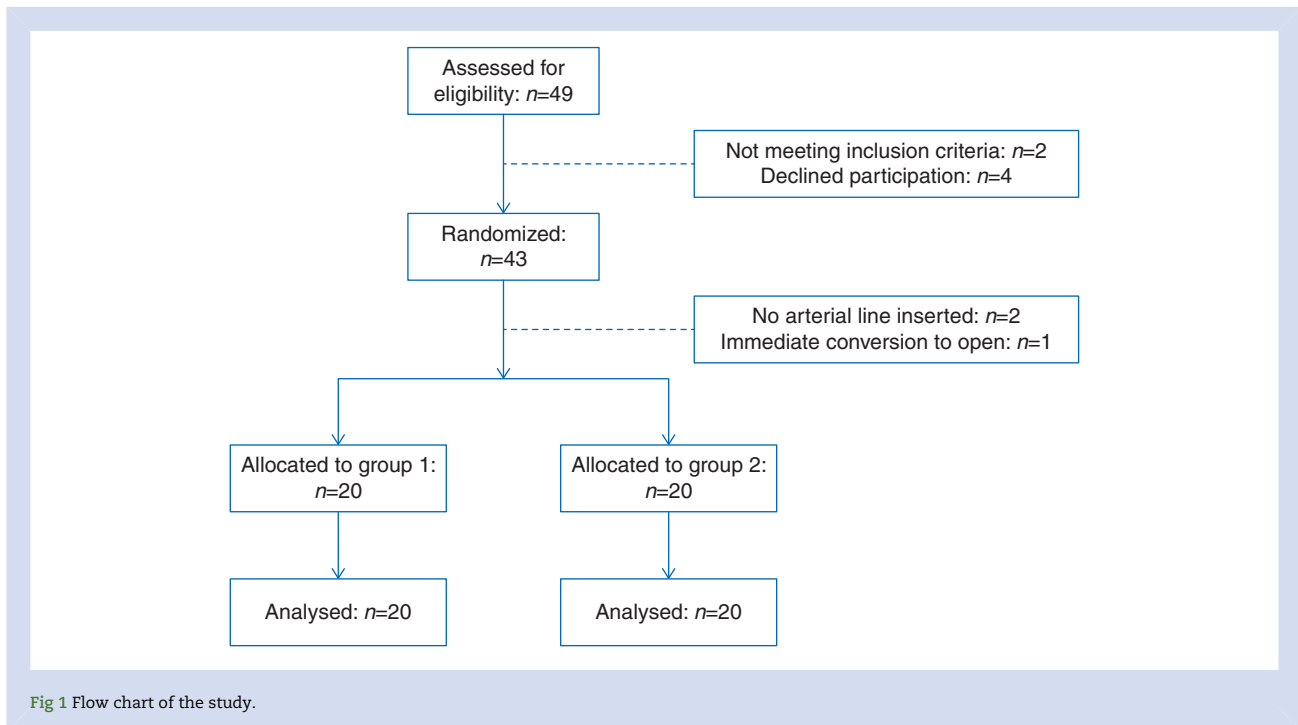 Assessed for
eligibility: n=49
Not meeting inclusion criteria: n=2
Declined participation: n=4
Randomized:
n=43
No arterial line inserted: n=2
Immediate conversion to open: n=1
Allocated to group 1:
n=20
Allocated to group 2:
n=20
Analysed: n=20
Analysed: n=20
Fig 1 Flow chart of the study.